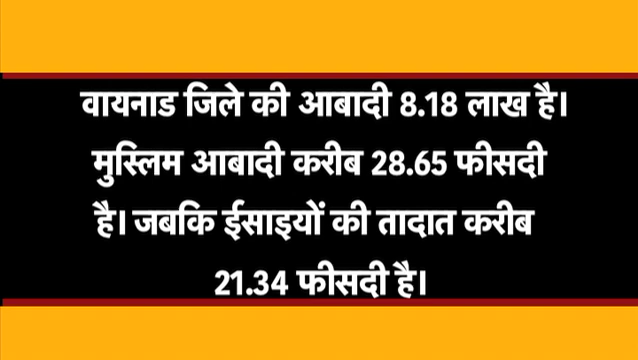 वायनाड जिले की आबादी 8.18 लाख है।
मुस्लिम आबादी करीब 28.65 फीसदी
है। जबकि ईसाइयों की तादात करीब
21.34 फीसदी है।